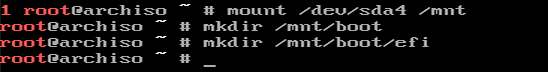 1 root@archiso ~ # mount /dev/sda4 /mnt
root@archiso ~ # mkdir /mnt/boot
root@archiso ~ # mkdir /mnt/boot/efi
root@archiso ~ # _